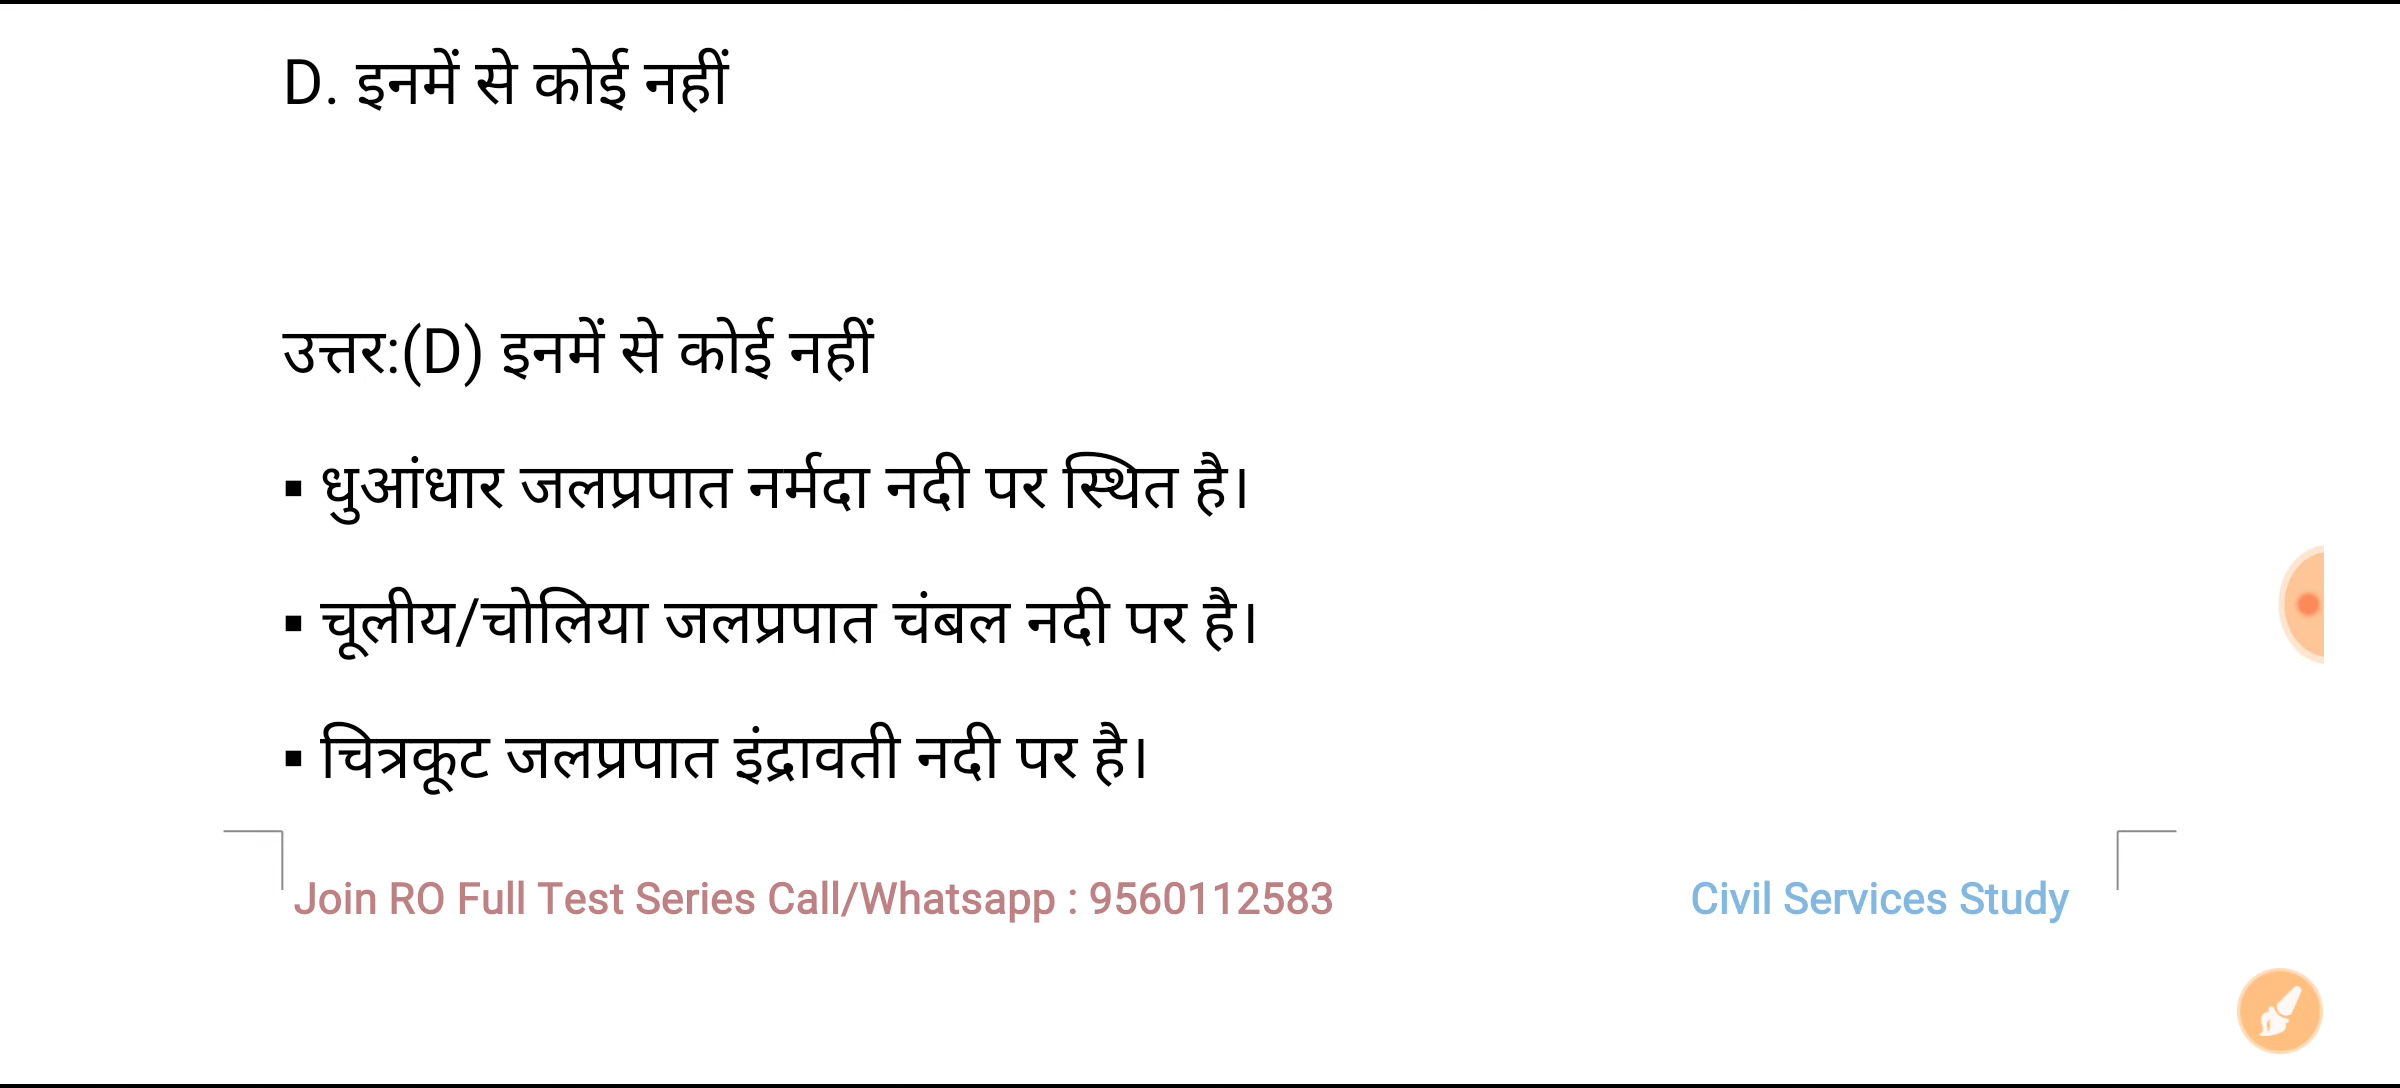 D. इनमें से कोई नहीं
उत्तर:(D) इनमें से कोई नहीं
▪ धुआंधार जलप्रपात नर्मदा नदी पर स्थित है।
▪ चूलीय/चोलिया जलप्रपात चंबल नदी पर है।
▪ चित्रकूट जलप्रपात इंद्रावती नदी पर है।
Join RO Full Test Series Call/Whatsapp : 9560112583 Civil Services Study